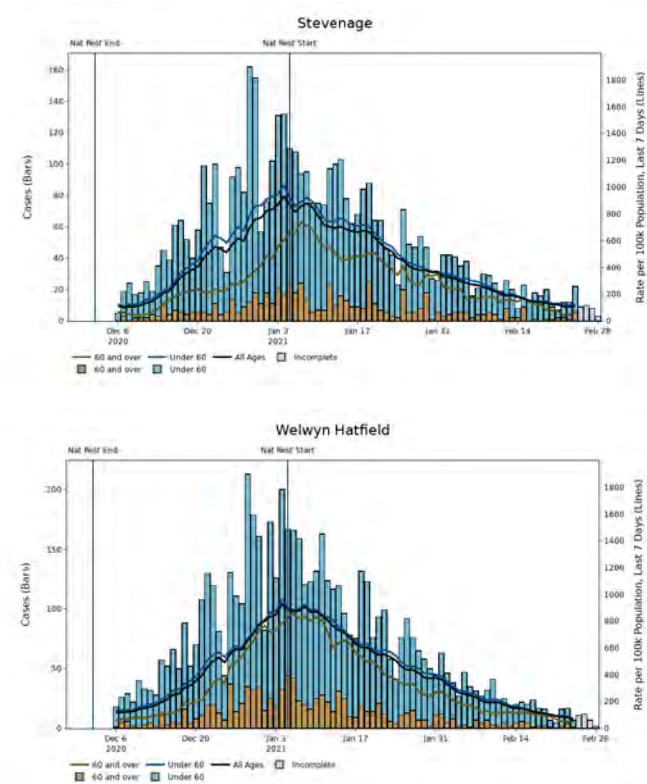 Stevenage
Nat Rest End
Nat Rest Start
160
140
120
100
80
60
40
20
0
Cases (Bars)
1800
1600
1400
1200
1000
800
600
400
200
0
Rate per 100k Population, Last 7 Days (Lines)
Dec 6 2020
Dec 20
Jan 3 2021
Jan 17
Jan 31
Feb 14
Feb 28
60 and over Under 60 All Ages Incomplete
60 and over Under 60
Welwyn Hatfield
Nat Rest End
Nat Rest Start
200
150
100
50
0
Cases (Bars)
1800
1600
1400
1200
1000
800
600
400
200
0
Rate per 100k Population, Last 7 Days (Lines)
Dec 6 2020
Dec 20
Jan 3 2021
Jan 17
Jan 31
Feb 14
Feb 28
60 and over Under 60 All Ages Incomplete
60 and over Under 60